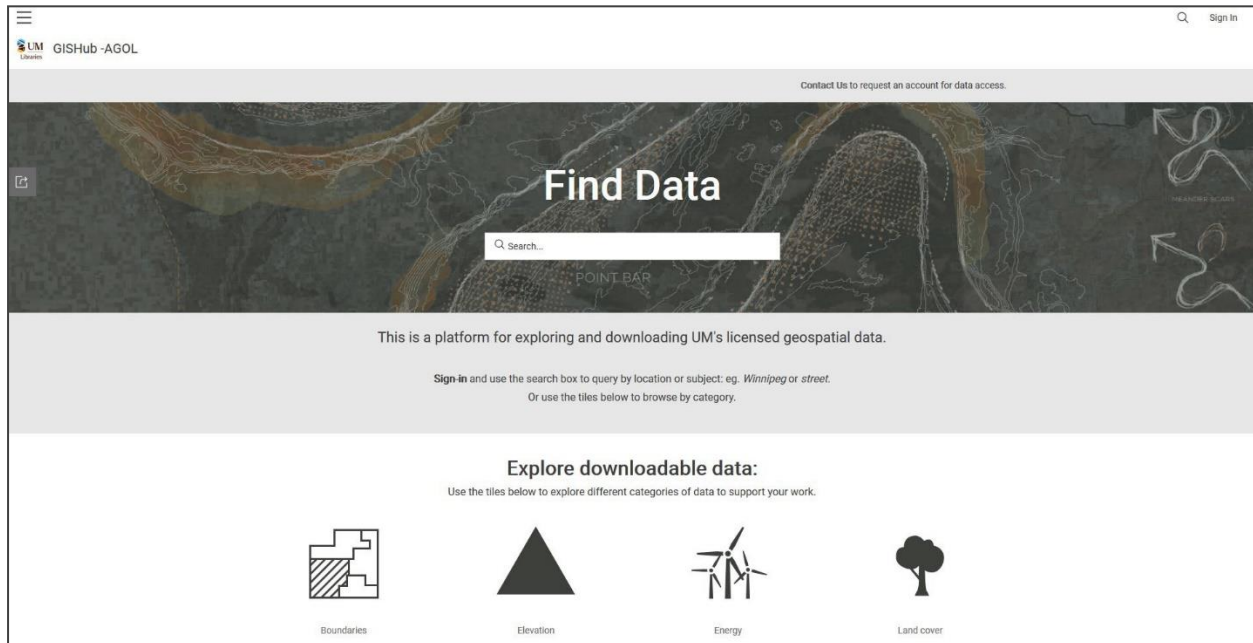 Sign In
UM
Libraries
GISHub -AGOL
Contact Us to request an account for data access.
Find Data
Search...
POINT BAR
MEANDER SCARS
This is a platform for exploring and downloading UM's licensed geospatial data.
Sign-in and use the search box to query by location or subject: eg. Winnipeg or street.
Or use the tiles below to browse by category.
Explore downloadable data:
Use the tiles below to explore different categories of data to support your work.
Boundaries
Elevation
Energy
Land cover